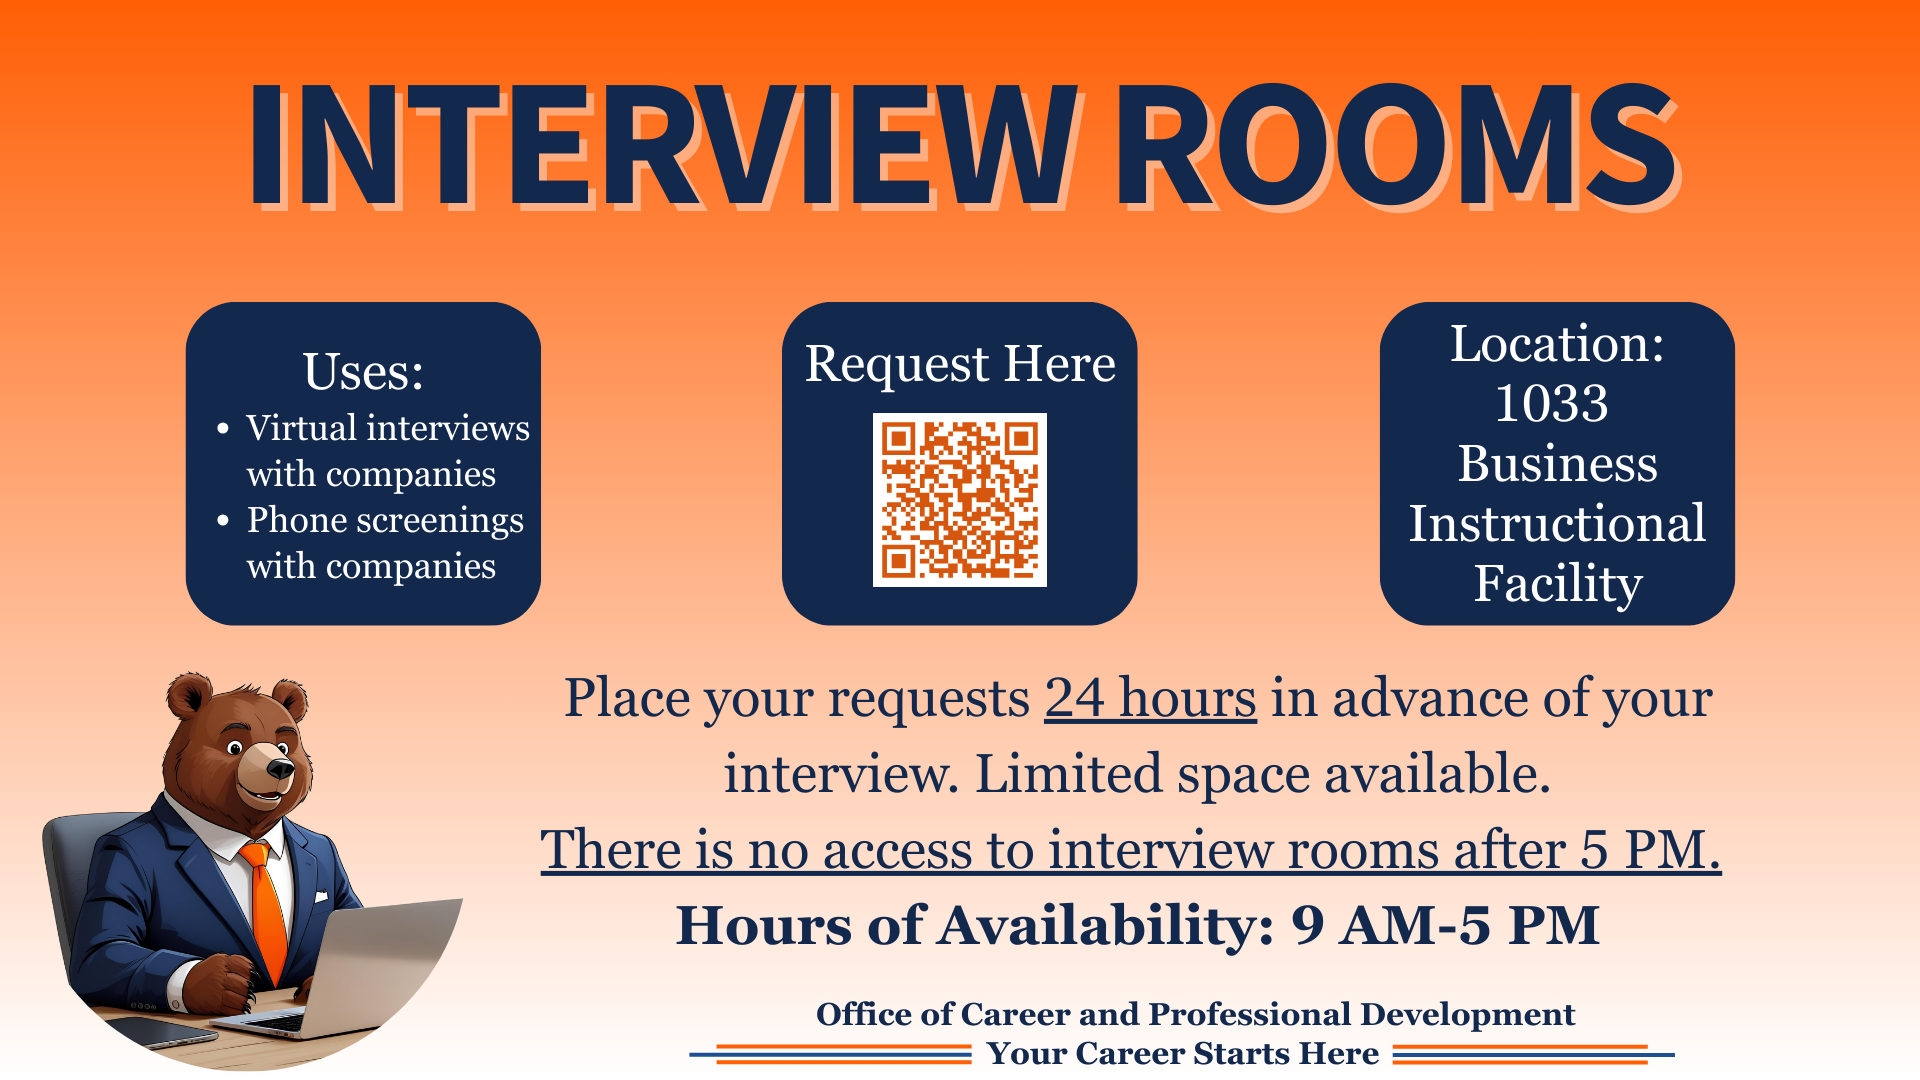 INTERVIEW ROOMS
Uses:
• Virtual interviews
with companies
• Phone screenings
with companies
Request Here
Location:
1033
Business
Instructional
Facility
Place your requests 24 hours in advance of your
interview. Limited space available.
There is no access to interview rooms after 5 PM.
Hours of Availability: 9 AM-5 PM
Office of Career and Professional Development
Your Career Starts Here